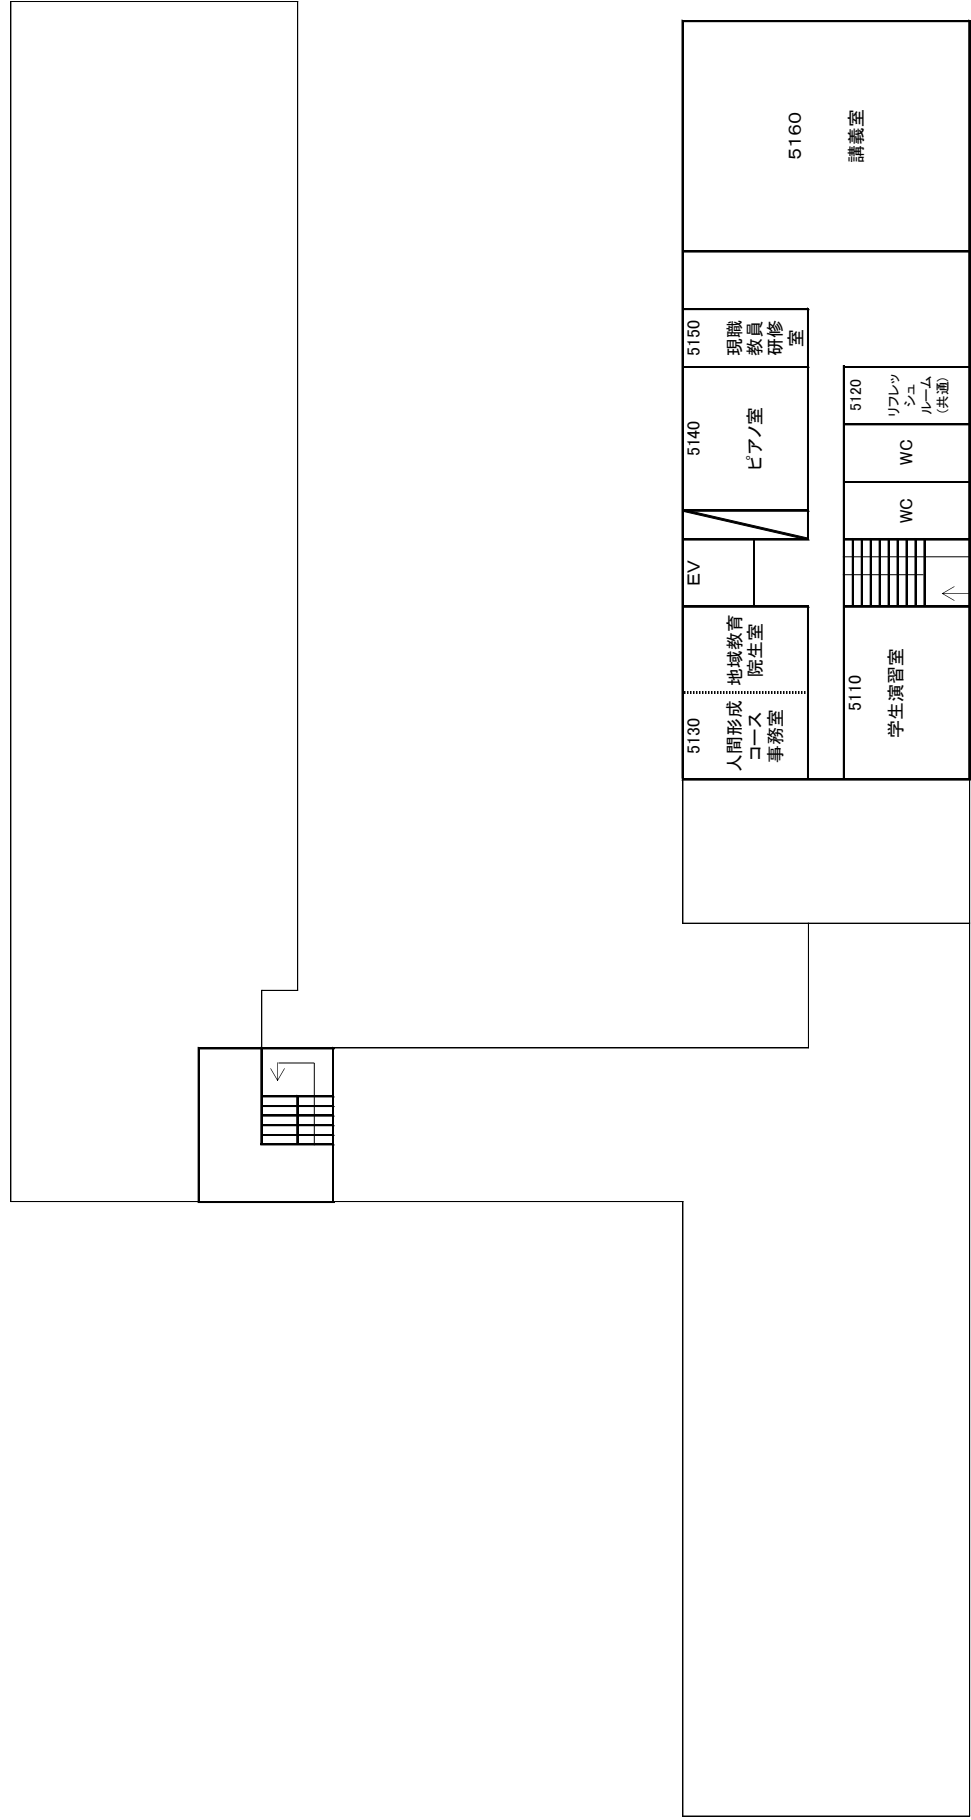 5160
講義室
5150
現職
教員
研修
室
5140
ピアノ室
EV
地域教育
院生室
5130
人間形成
コース
事務室
5120
リフレッ
シュ
ルーム
(共通)
WC
WC
5110
学生演習室